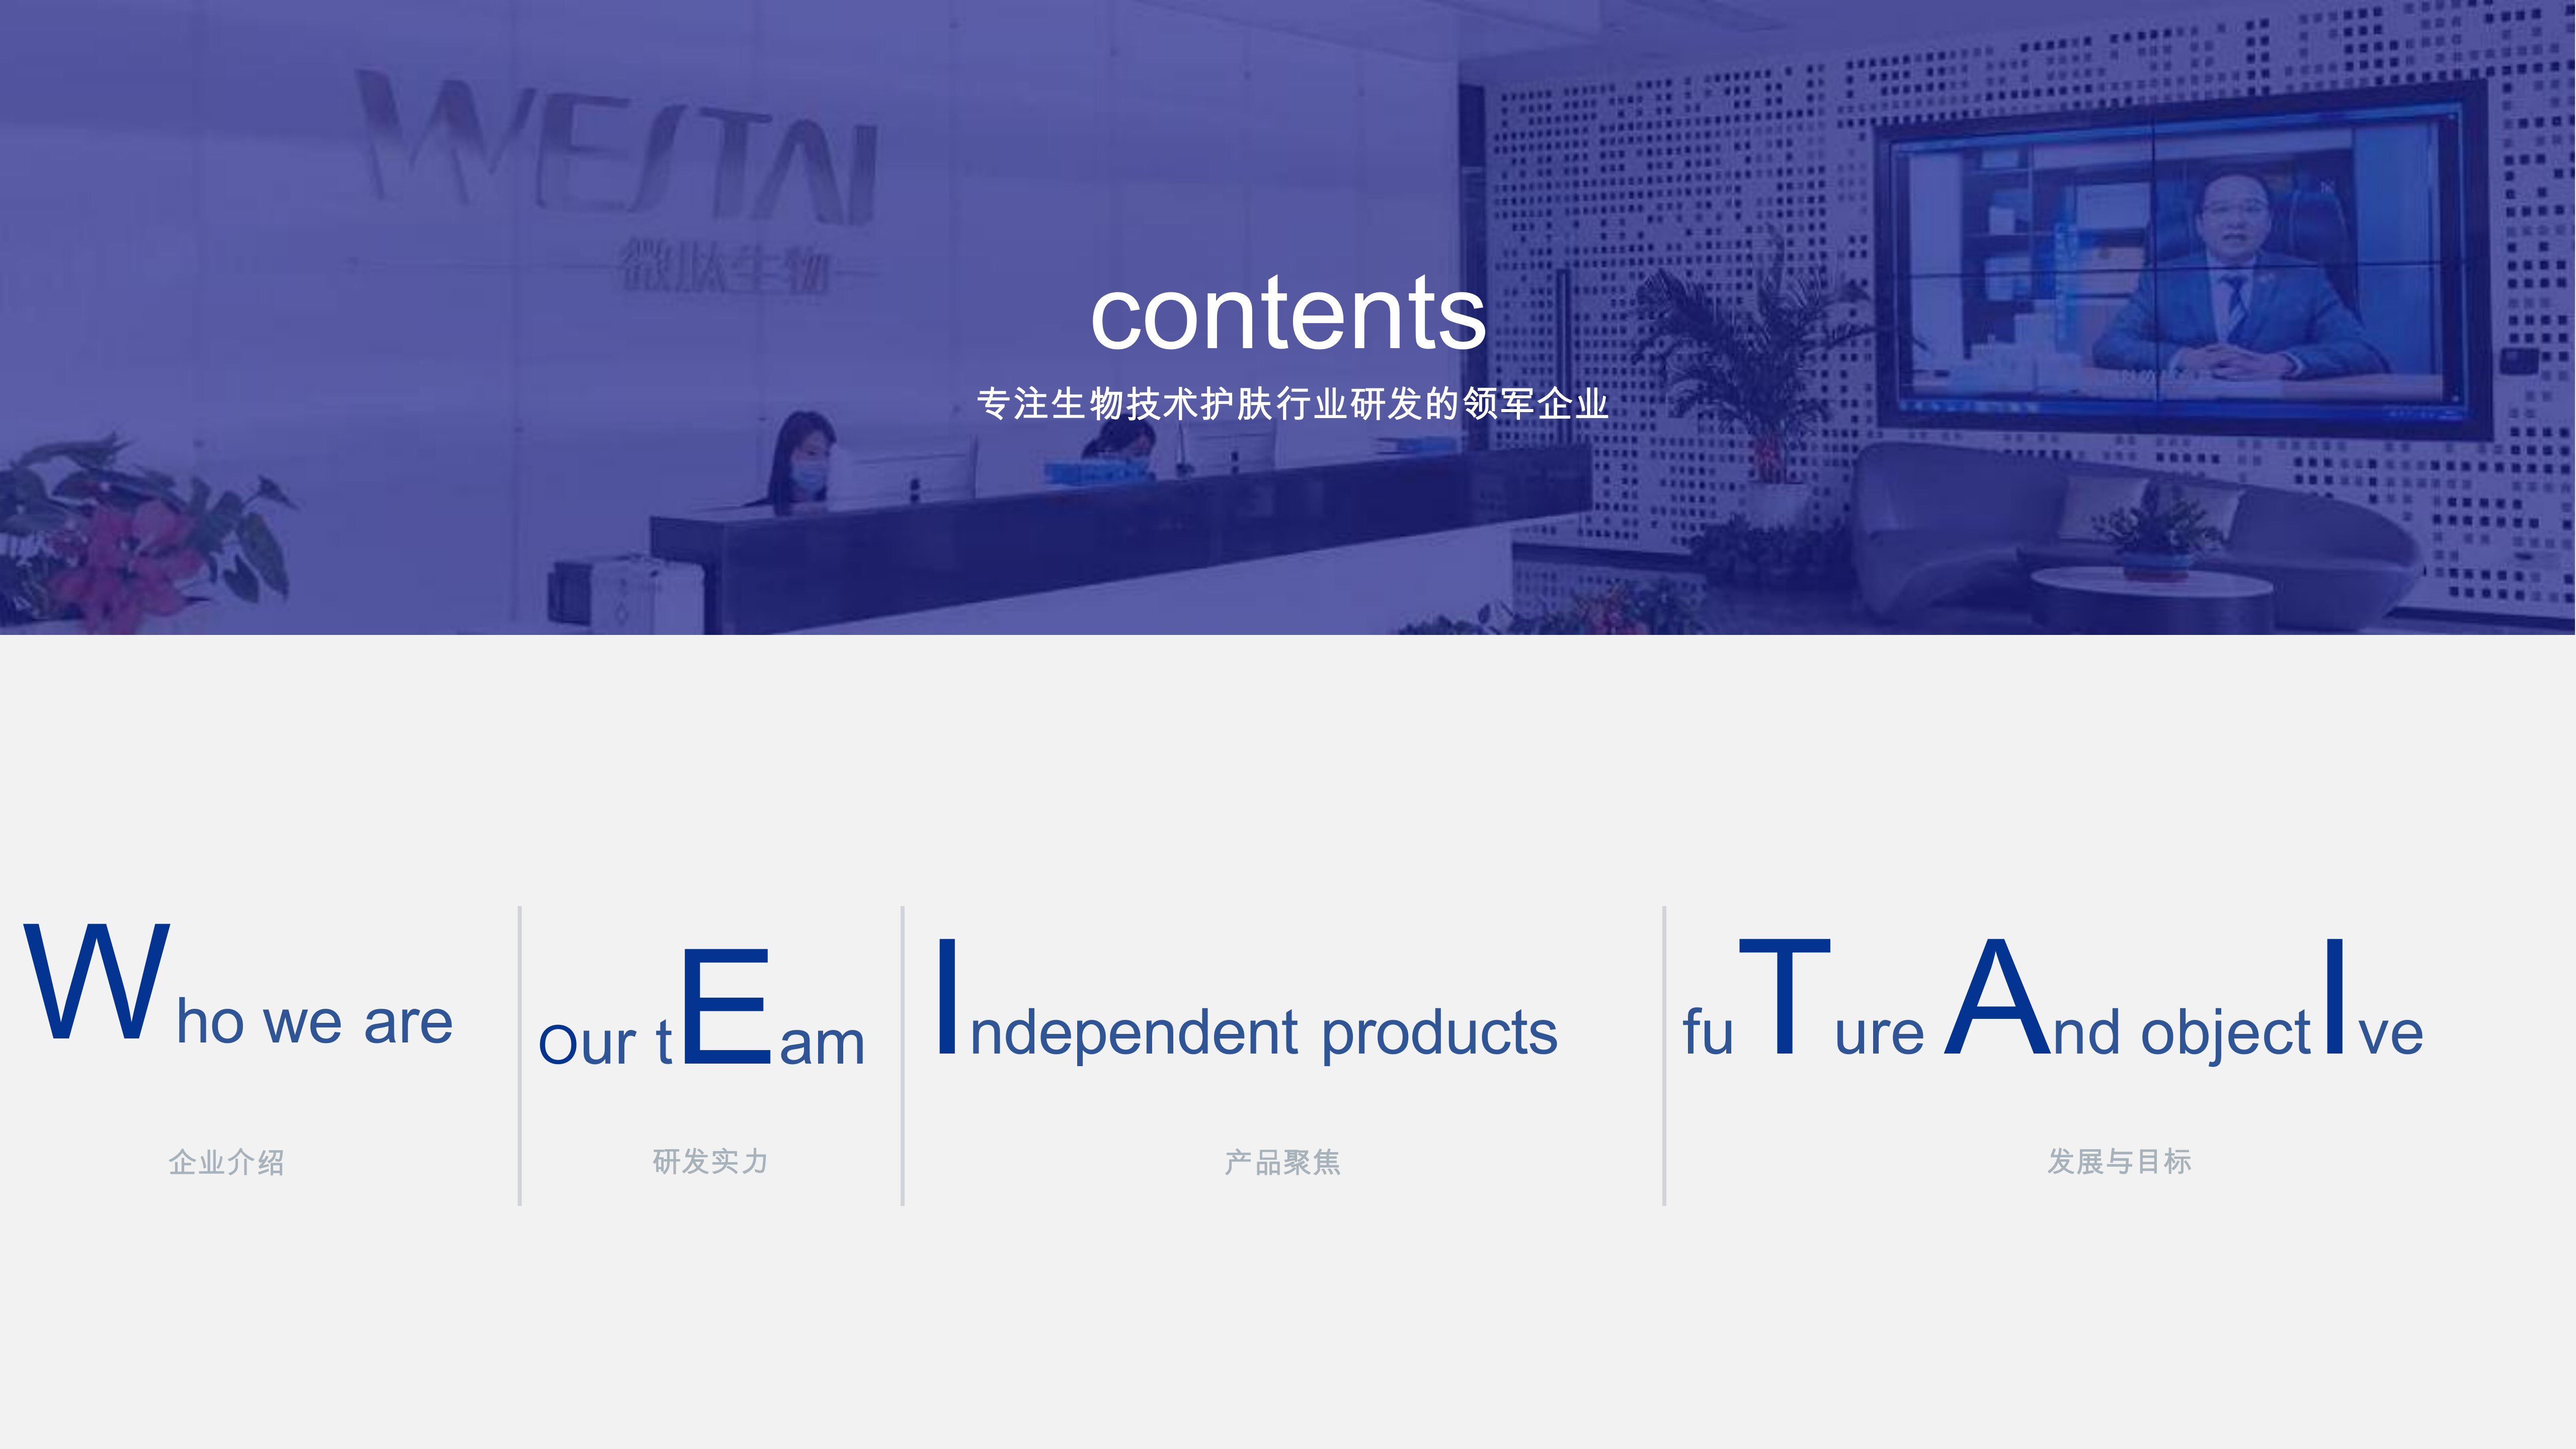 WESTAI
微肽生物
contents
专注生物技术护肤行业研发的领军企业
Who we are
Our tEam
Independent products
fuTure And objectIve
企业介绍
研发实力
产品聚焦
发展与目标